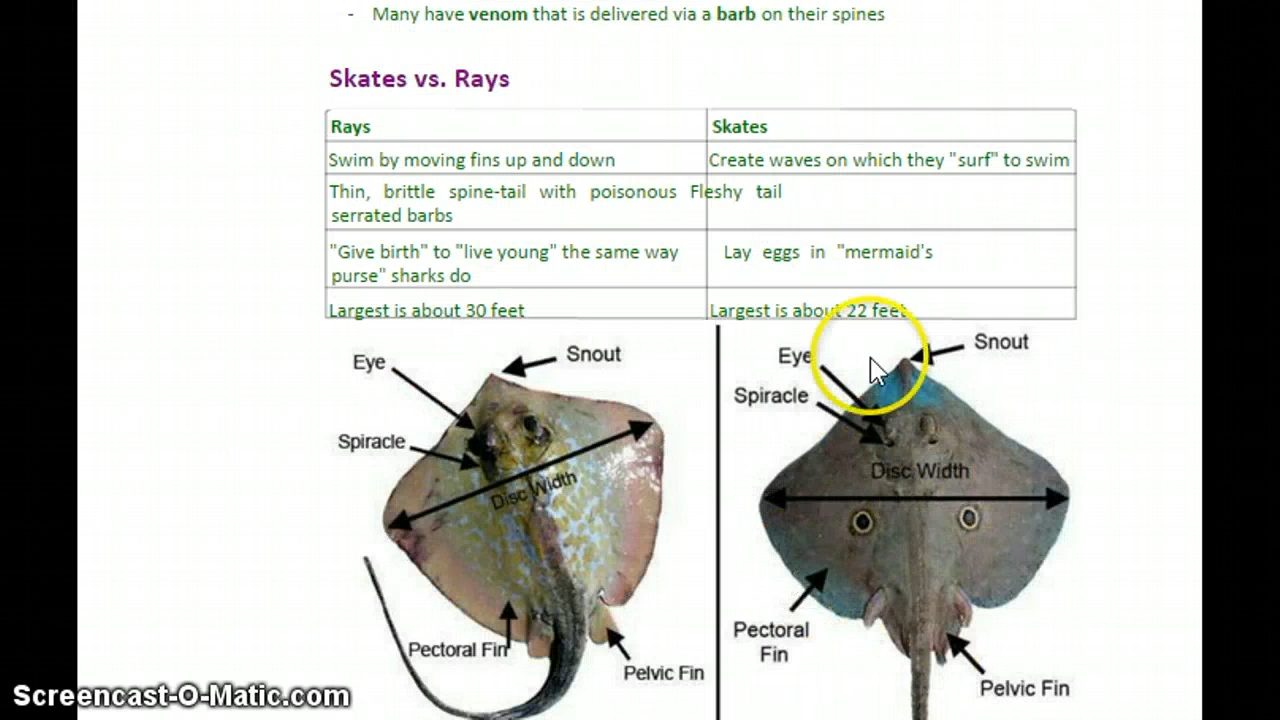 - Many have venom that is delivered via a barb on their spines
Skates vs. Rays
Rays Skates
Swim by moving fins up and down Create waves on which they "surf" to swim
Thin, brittle spine-tail with poisonous Fleshy tail
serrated barbs
"Give birth" to "live young" the same way Lay eggs in "mermaid's
purse" sharks do
Largest is about 30 feet Largest is about 22 feet
Eye Snout
Spiracle
Disc Width
Pectoral Fin
Pelvic Fin
Eye Snout
Spiracle
Disc Width
Pectoral
Fin
Pelvic Fin
Screencast-O-Matic.com